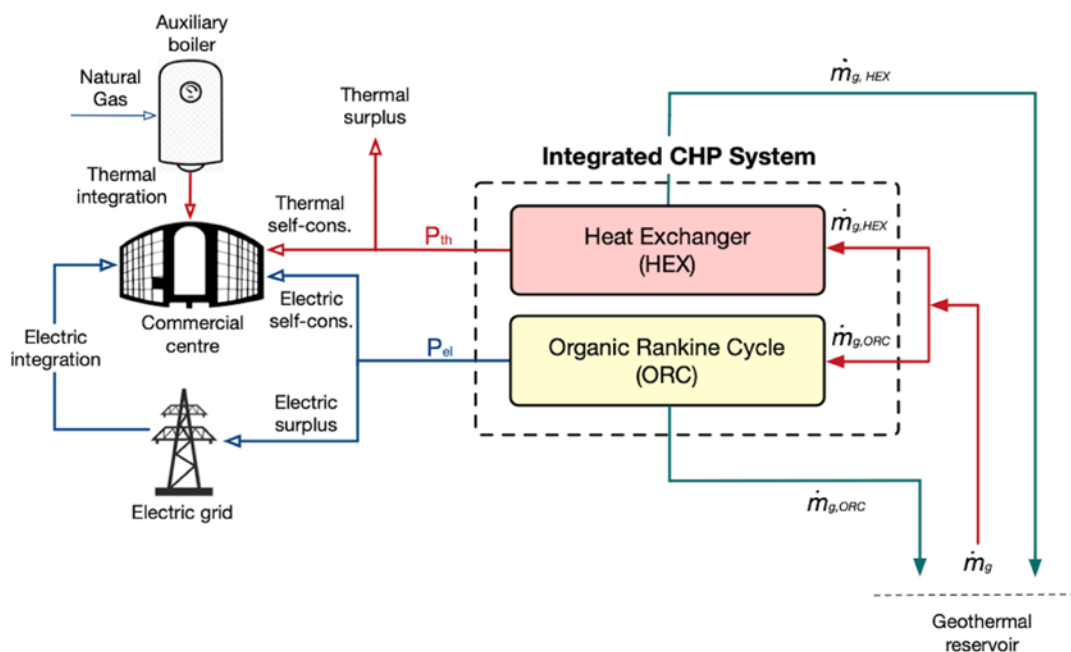 Auxiliary
boiler
Natural
Gas
Thermal
integration
Thermal
surplus
ṁg, HEX
Integrated CHP System
Thermal
self-cons.
Pth
Heat Exchanger
(HEX)
ṁg,HEX
Commercial
centre
Electric
self-cons.
Electric
integration
Pel
Organic Rankine Cycle
(ORC)
ṁg,ORC
Electric
surplus
Electric grid
ṁg,ORC
ṁg
Geothermal
reservoir